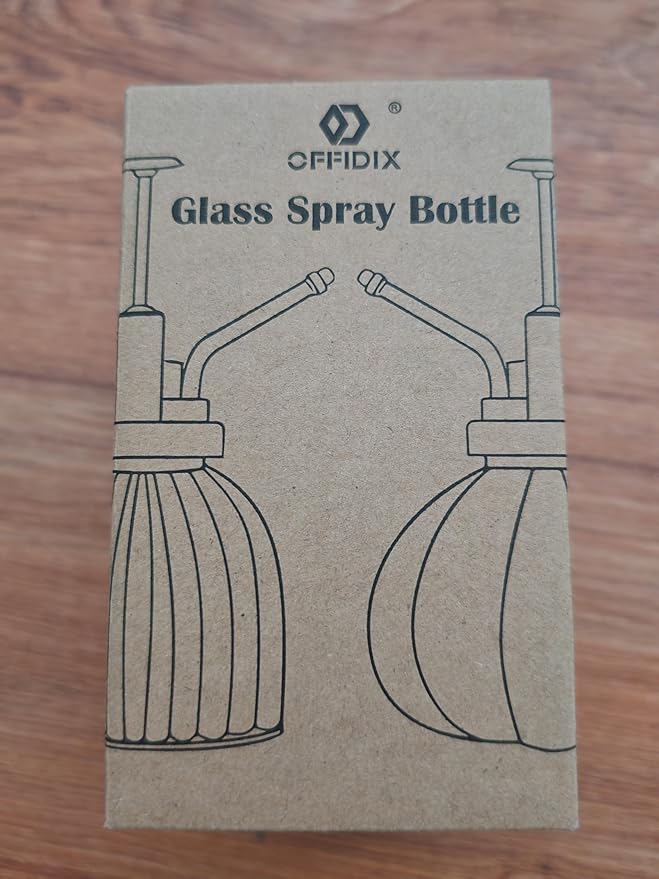 ®
OFFIDIX
Glass Spray Bottle